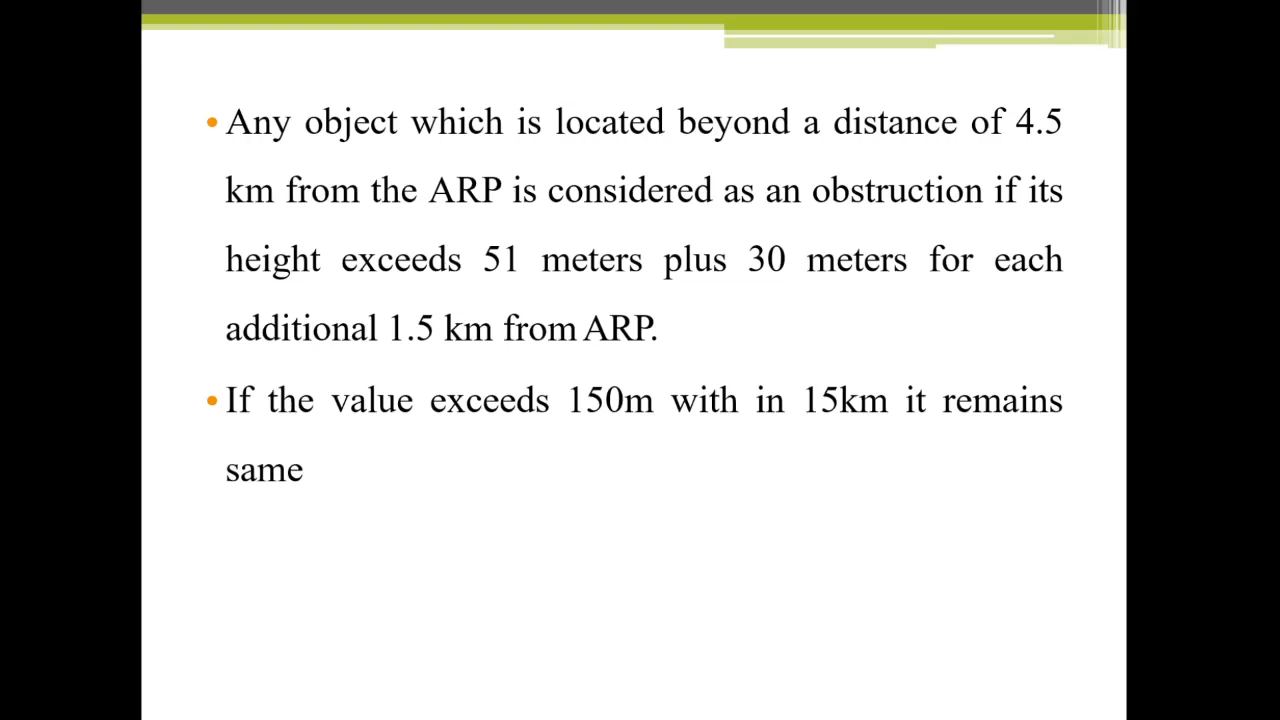 • Any object which is located beyond a distance of 4.5
km from the ARP is considered as an obstruction if its
height exceeds 51 meters plus 30 meters for each
additional 1.5 km from ARP.
• If the value exceeds 150m with in 15km it remains
same